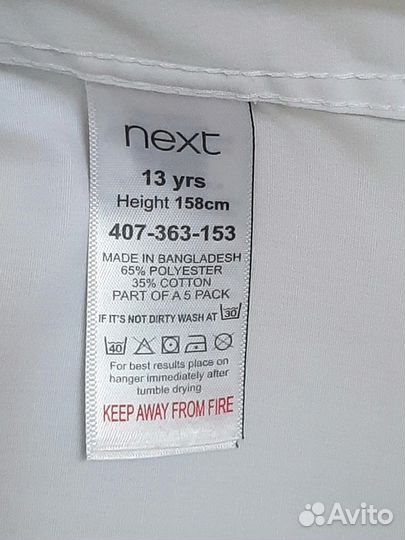 next
13 yrs
Height 158cm
407-363-153
MADE IN BANGLADESH
65% POLYESTER
35% COTTON
PART OF A 5 PACK
IF IT'S NOT DIRTY WASH AT 30
40
For best results place on
hanger immediately after
tumble drying
KEEP AWAY FROM FIRE
Avito